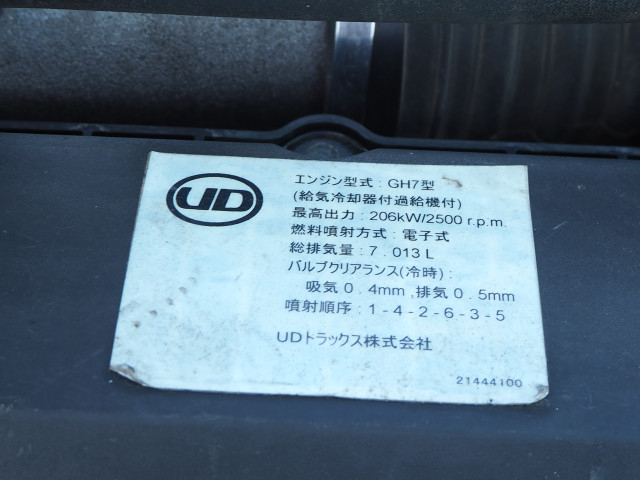 UD
エンジン型式 : GH7型
(給気冷却器付過給機付)
最高出力 : 206kW/2500 r.p.m.
燃料噴射方式 : 電子式
総排気量 : 7.013 L
バルブクリアランス(冷時) :
吸気 0.4mm ,排気 0.5mm
噴射順序 : 1-4-2-6-3-5
UDトラックス株式会社
21444100